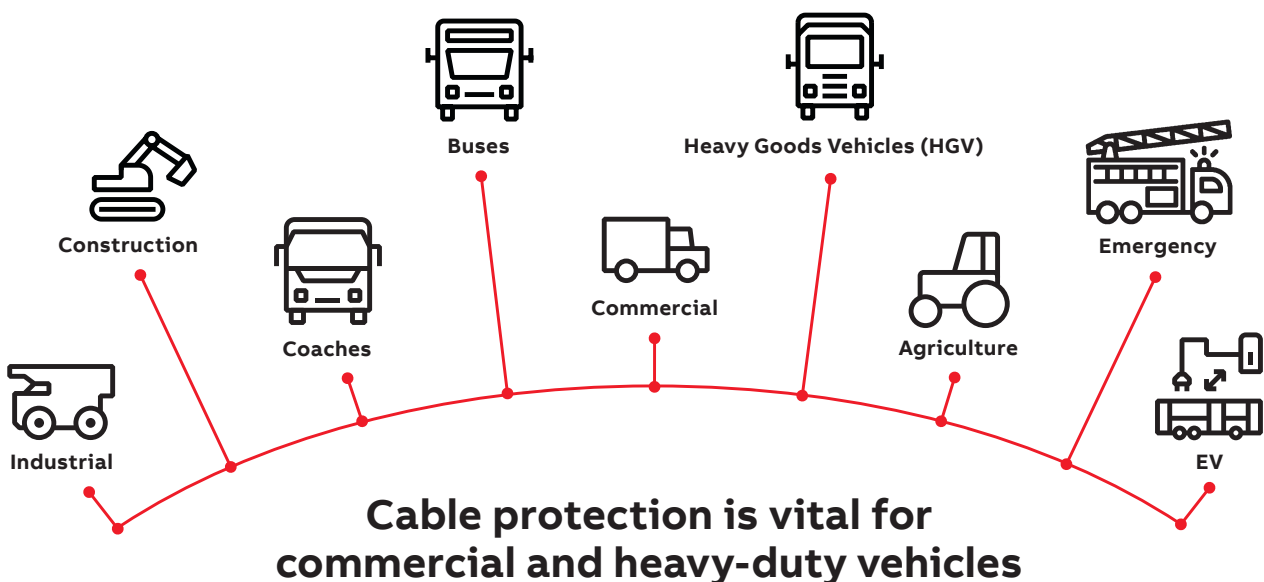 Buses
Heavy Goods Vehicles (HGV)
Construction
Emergency
Commercial
Coaches
Agriculture
Industrial
EV
Cable protection is vital for
commercial and heavy-duty vehicles